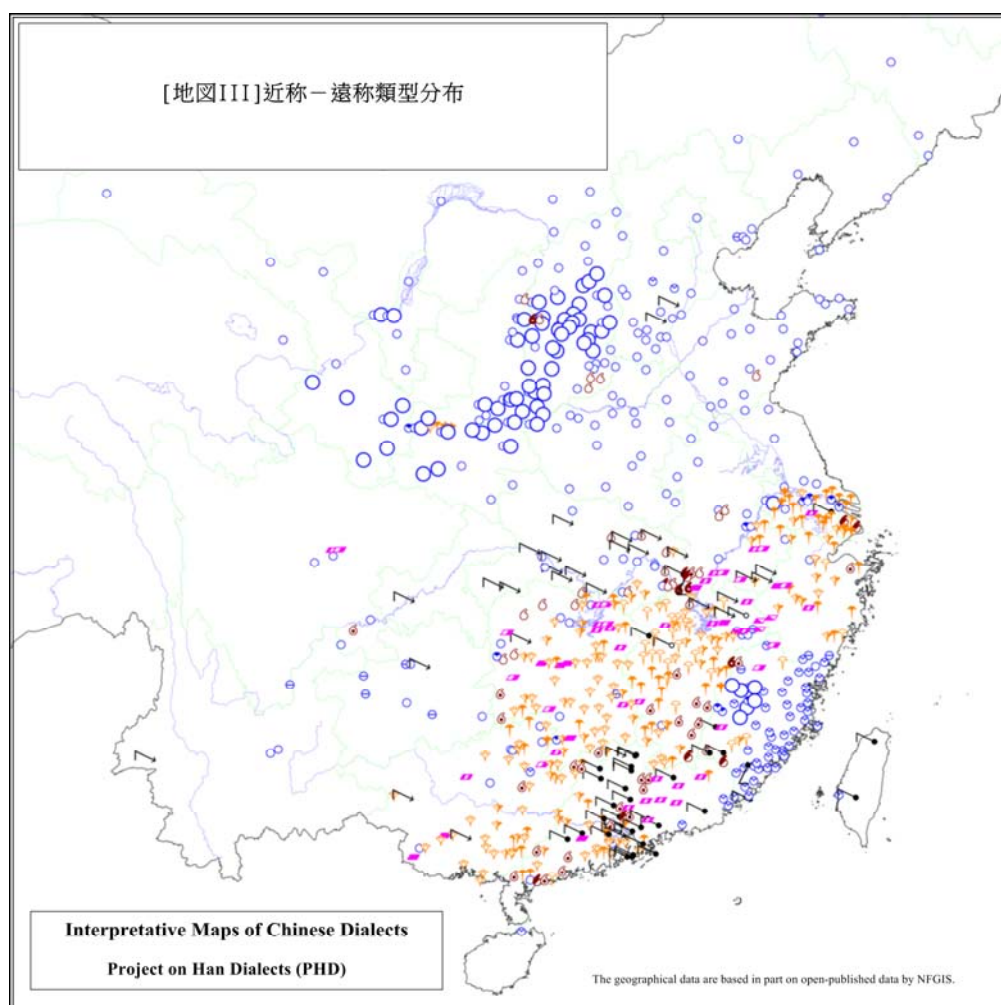 [地図III]近称－遠称類型分布
Interpretative Maps of Chinese Dialects
Project on Han Dialects (PHD)
The geographical data are based in part on open-published data by NFGIS.